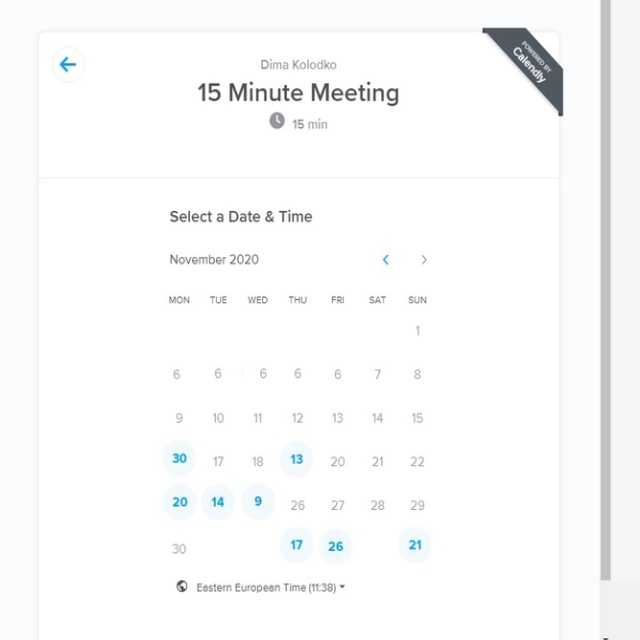 POWERED BY
Calendly
Dima Kolodko
15 Minute Meeting
15 min
Select a Date & Time
November 2020
MON TUE WED THU FRI SAT SUN
1
6 6 6 6 6 7 8
9 10 11 12 13 14 15
30 17 18 13 20 21 22
20 14 9 26 27 28 29
30 17 26 21
Eastern European Time (11:38)